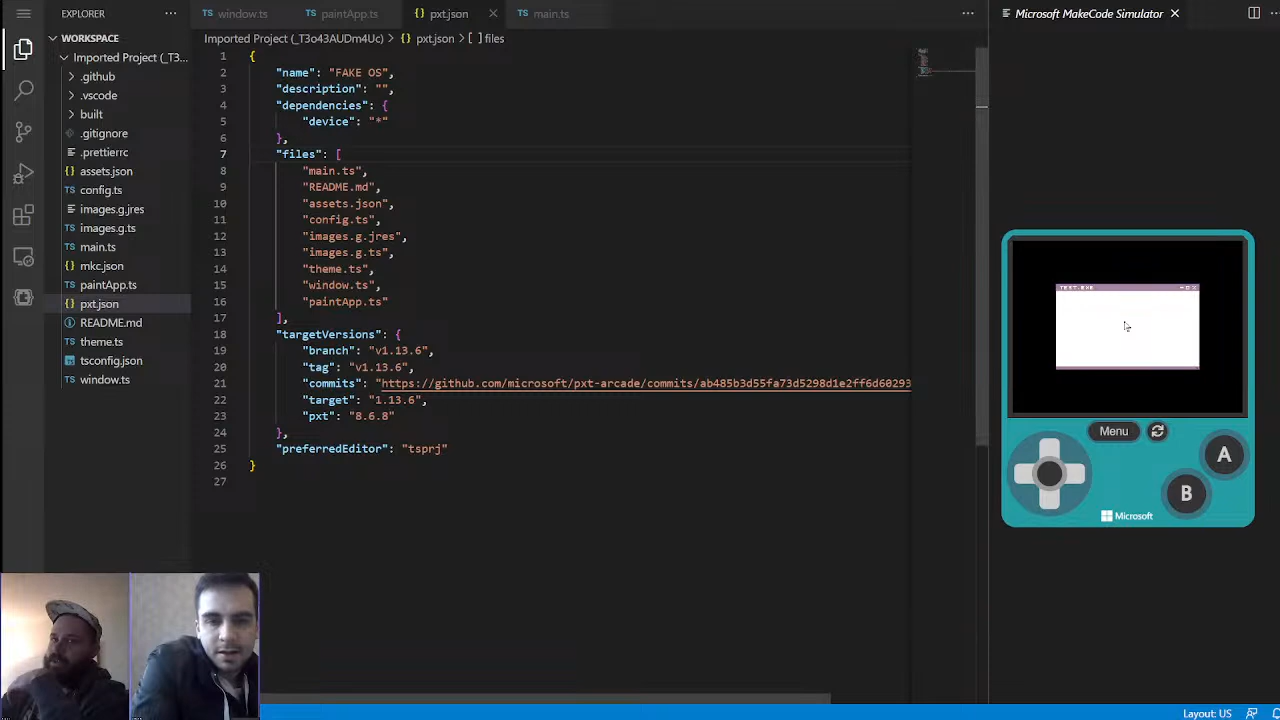 EXPLORER
WORKSPACE
Imported Project (_T3o...
.github
.vscode
built
.gitignore
.prettierrc
assets.json
config.ts
images.g.jres
images.g.ts
main.ts
mkc.json
paintApp.ts
pxt.json
README.md
theme.ts
tsconfig.json
window.ts
TS window.ts TS paintApp.ts {} pxt.json TS main.ts
Imported Project (_T3o43AUDm4Uc) > {} pxt.json > [ ] files
1 {
2 "name": "FAKE OS",
3 "description": "",
4 "dependencies": {
5 "device": "*"
6 },
7 "files": [
8 "main.ts",
9 "README.md",
10 "assets.json",
11 "config.ts",
12 "images.g.jres",
13 "images.g.ts",
14 "theme.ts",
15 "window.ts",
16 "paintApp.ts"
17 ],
18 "targetVersions": {
19 "branch": "v1.13.6",
20 "tag": "v1.13.6",
21 "commits": "https://github.com/microsoft/pxt-arcade/commits/ab485b3d55fa73d5298d1e2ff6d60293
22 "target": "1.13.6",
23 "pxt": "8.6.8"
24 },
25 "preferredEditor": "tsprj"
26 }
27
Microsoft MakeCode Simulator
TEST.EXE
Menu
A
B
Microsoft
Layout: US